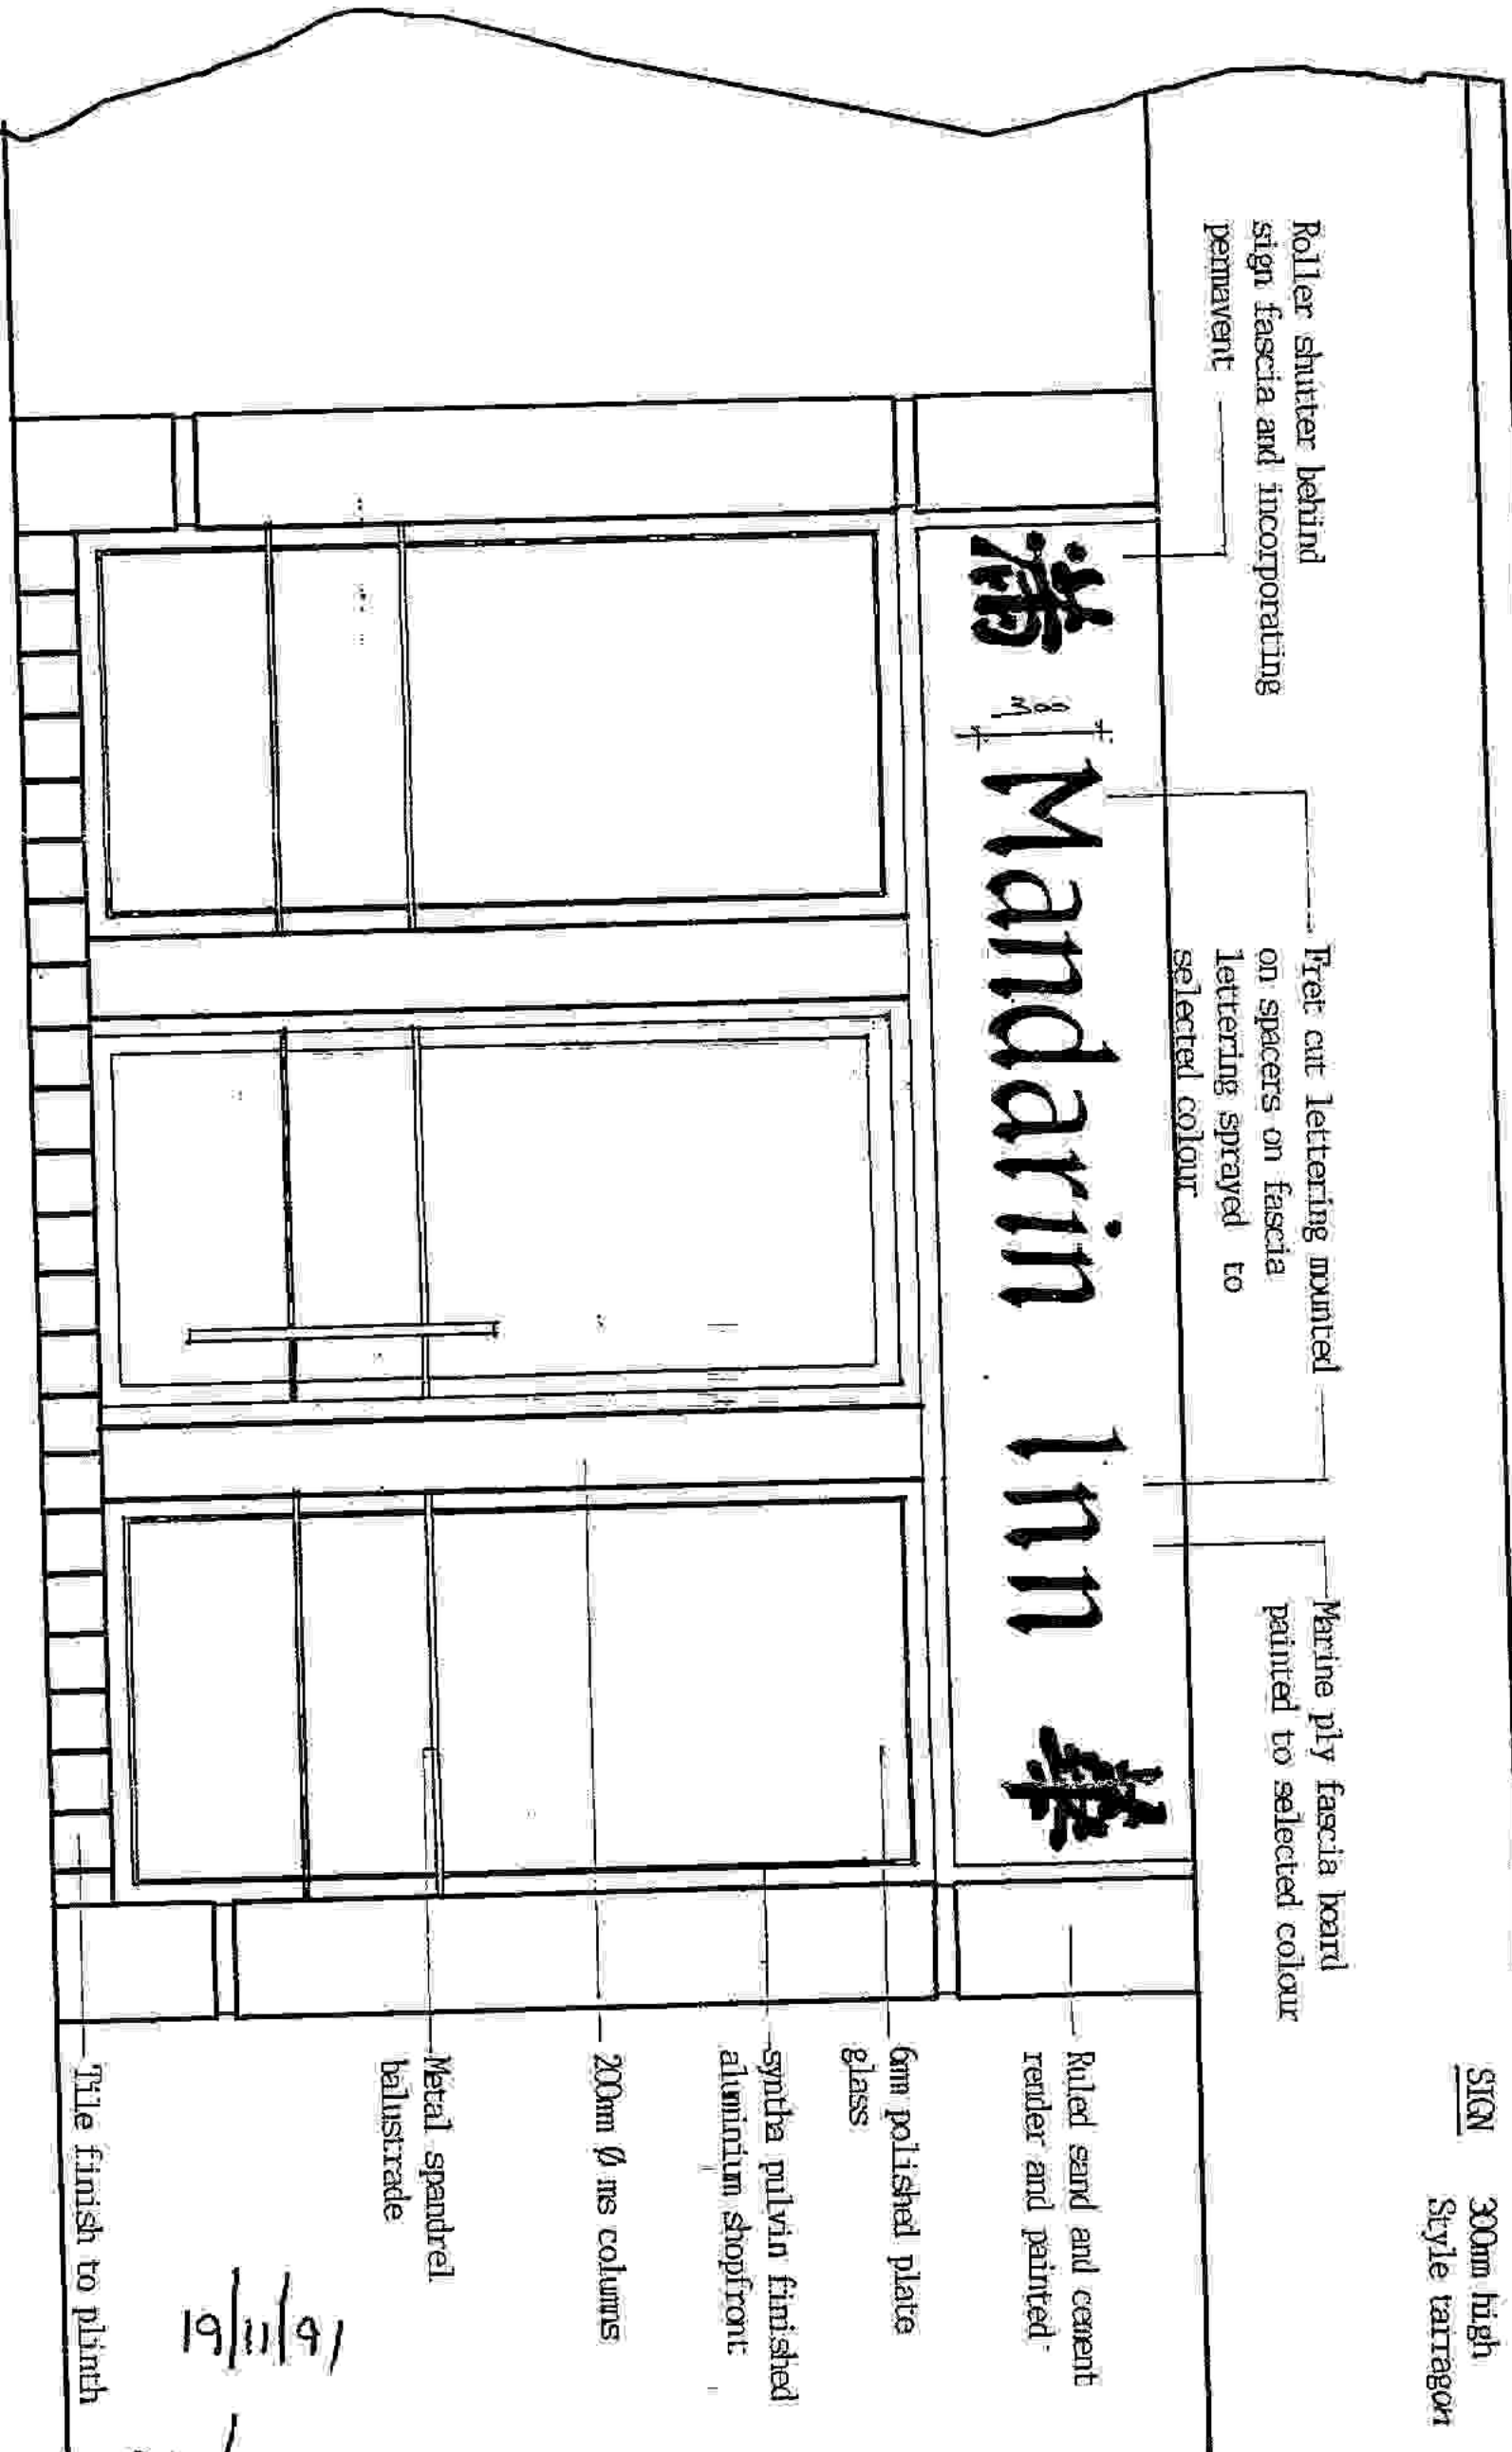 SIGN 300mm high
Style tarragon
Roller shutter behind
sign fascia and incorporating
permavent
Fret cut lettering mounted
on spacers on fascia
lettering sprayed to
selected colour
Marine ply fascia board
painted to selected colour
Mandarin Inn 華
Ruled sand and cement
render and painted
6mm polished plate
glass
syntha pulvin finished
aluminium shopfront
200mm Ø ms columns
Metal spandrel
balustrade
Tile finish to plinth
19/11/91